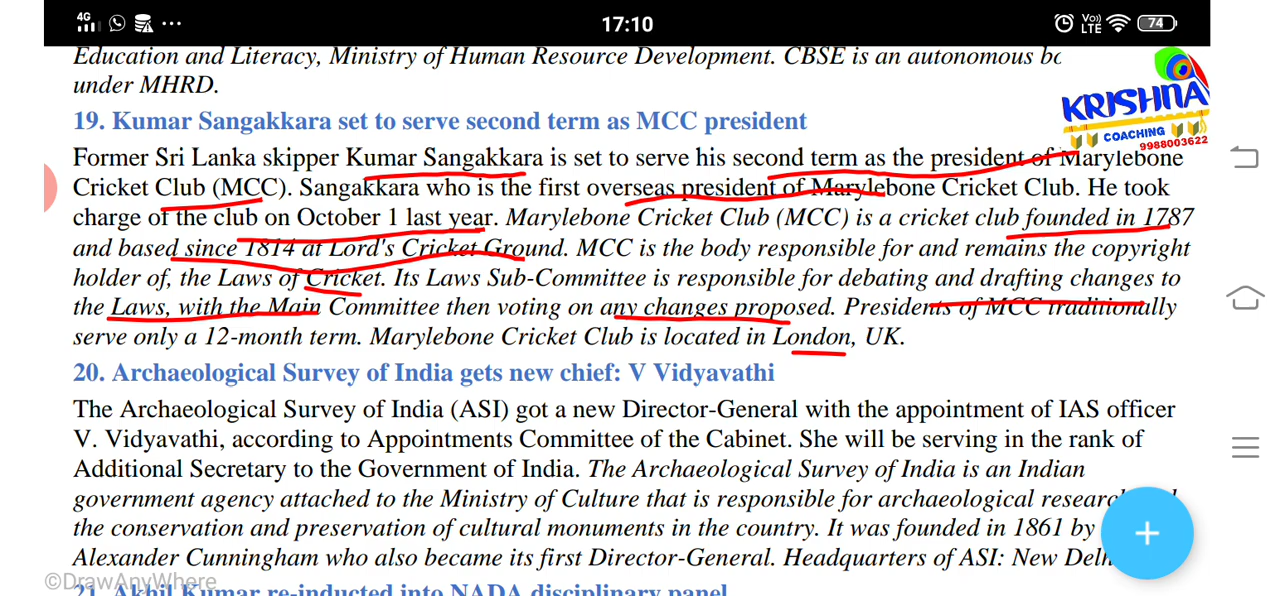 4G 17:10 Vo)) LTE 74
Education and Literacy, Ministry of Human Resource Development. CBSE is an autonomous
under MHRD.
KRISHNA
COACHING
9988003622
19. Kumar Sangakkara set to serve second term as MCC president
Former Sri Lanka skipper Kumar Sangakkara is set to serve his second term as the president of Marylebone
Cricket Club (MCC). Sangakkara who is the first overseas president of Marylebone Cricket Club. He took
charge of the club on October 1 last year. Marylebone Cricket Club (MCC) is a cricket club founded in 1787
and based since 1814 at Lord's Cricket Ground. MCC is the body responsible for and remains the copyright
holder of, the Laws of Cricket. Its Laws Sub-Committee is responsible for debating and drafting changes to
the Laws, with the Main Committee then voting on any changes proposed. Presidents of MCC traditionally
serve only a 12-month term. Marylebone Cricket Club is located in London, UK.
20. Archaeological Survey of India gets new chief: V Vidyavathi
The Archaeological Survey of India (ASI) got a new Director-General with the appointment of IAS officer
V. Vidyavathi, according to Appointments Committee of the Cabinet. She will be serving in the rank of
Additional Secretary to the Government of India. The Archaeological Survey of India is an Indian
government agency attached to the Ministry of Culture that is responsible for archaeological research
the conservation and preservation of cultural monuments in the country. It was founded in 1861 by
Alexander Cunningham who also became its first Director-General. Headquarters of ASI: New
©DrawAnyWhere
21. Akhil Kumar re-inducted into NADA disciplinary panel